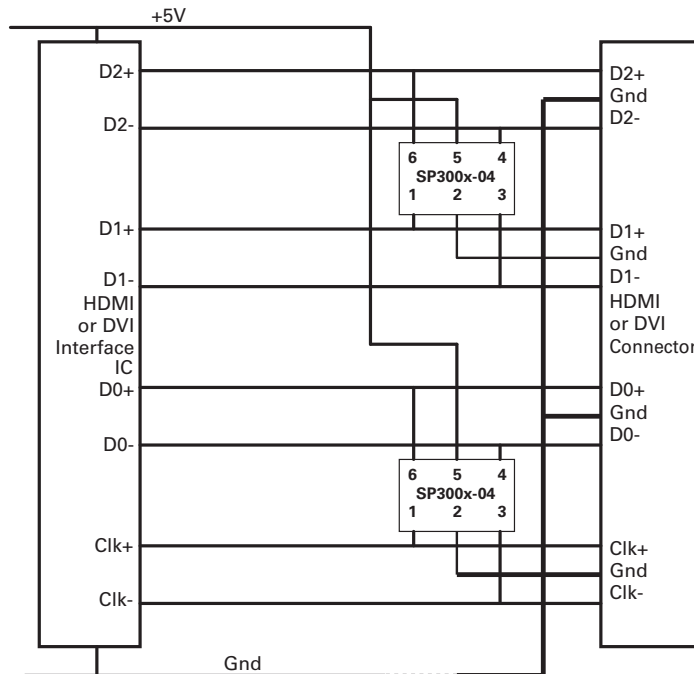 +5V
D2+
D2-
D1+
D1-
HDMI
or DVI
Interface
IC
D0+
D0-
Clk+
Clk-
6 5 4
SP300x-04
1 2 3
6 5 4
SP300x-04
1 2 3
D2+
Gnd
D2-
D1+
Gnd
D1-
HDMI
or DVI
Connector
D0+
Gnd
D0-
Clk+
Gnd
Clk-
Gnd